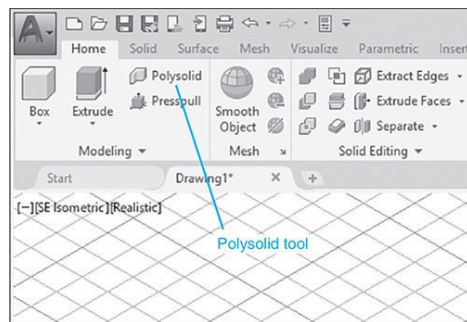 A
Home Solid Surface Mesh Visualize Parametric Insert
Polysolid
Presspull
Box
Extrude
Smooth
Object
Extract Edges
Extrude Faces
Separate
Modeling
Mesh
Solid Editing
Start
Drawing1*
[−][SE Isometric][Realistic]
Polysolid tool